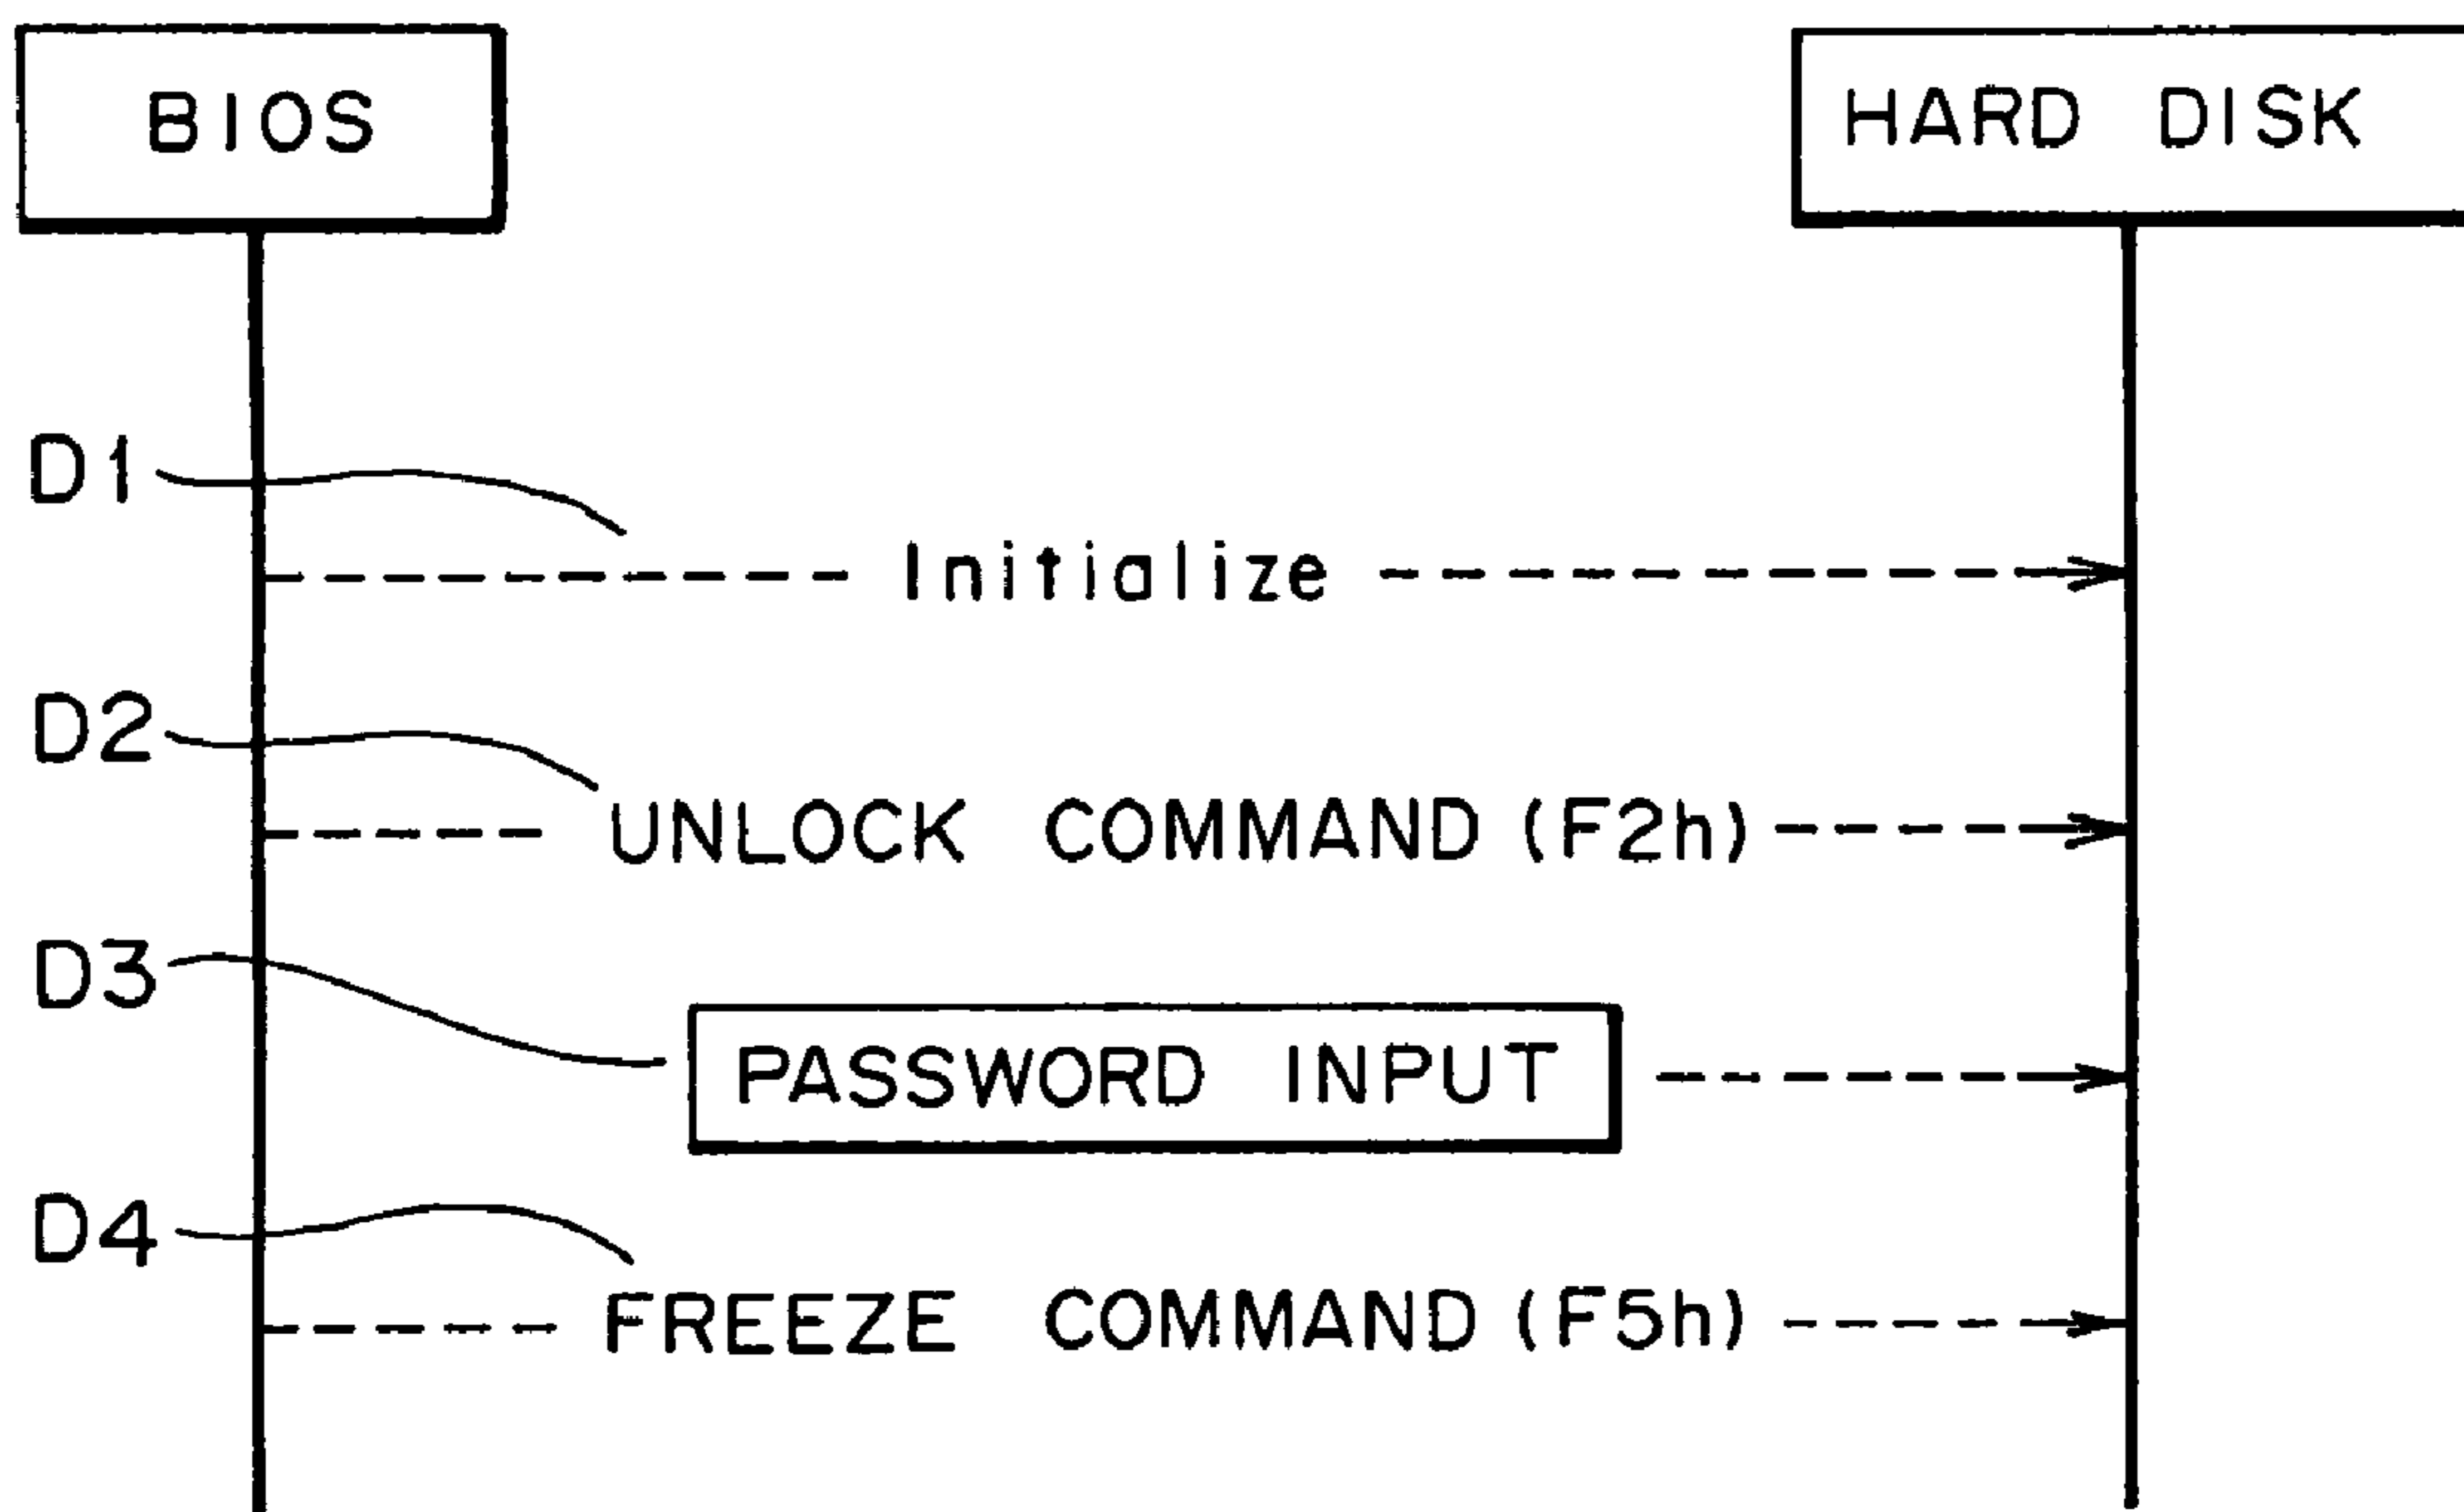 BIOS
HARD DISK
D1
Initialize
D2
UNLOCK COMMAND (F2h)
D3
PASSWORD INPUT
D4
FREEZE COMMAND (F5h)